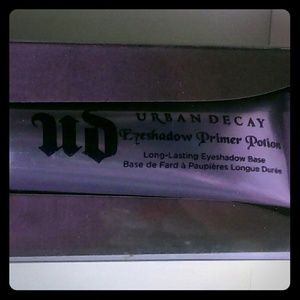 UD
URBAN DECAY
Eyeshadow Primer Potion
Long-Lasting Eyeshadow Base
Base de Fard à Paupières Longue Durée